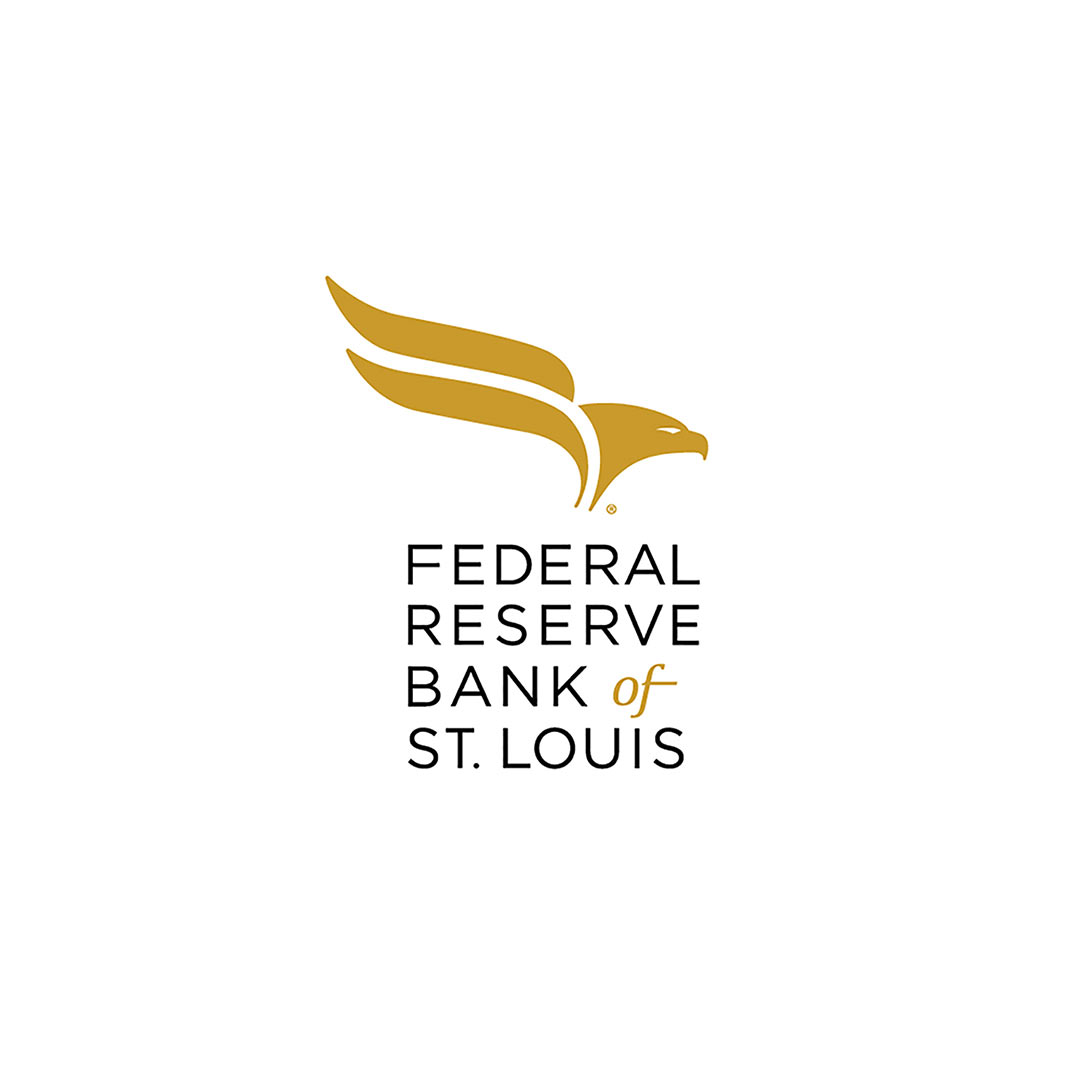 ®
FEDERAL
RESERVE
BANK of
ST. LOUIS